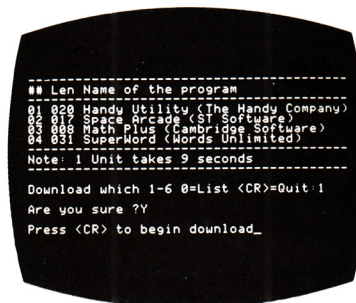 --------------------------------------
## Len Name of the program
--------------------------------------
01 020 Handy Utility (The Handy Company)
02 017 Space Arcade (ST Software)
03 008 Math Plus (Cambridge Software)
04 031 SuperWord (Words Unlimited)
--------------------------------------
Note: 1 Unit takes 9 seconds
--------------------------------------
Download which 1-6 0=List <CR>=Quit:1
Are you sure ?Y
Press <CR> to begin download_